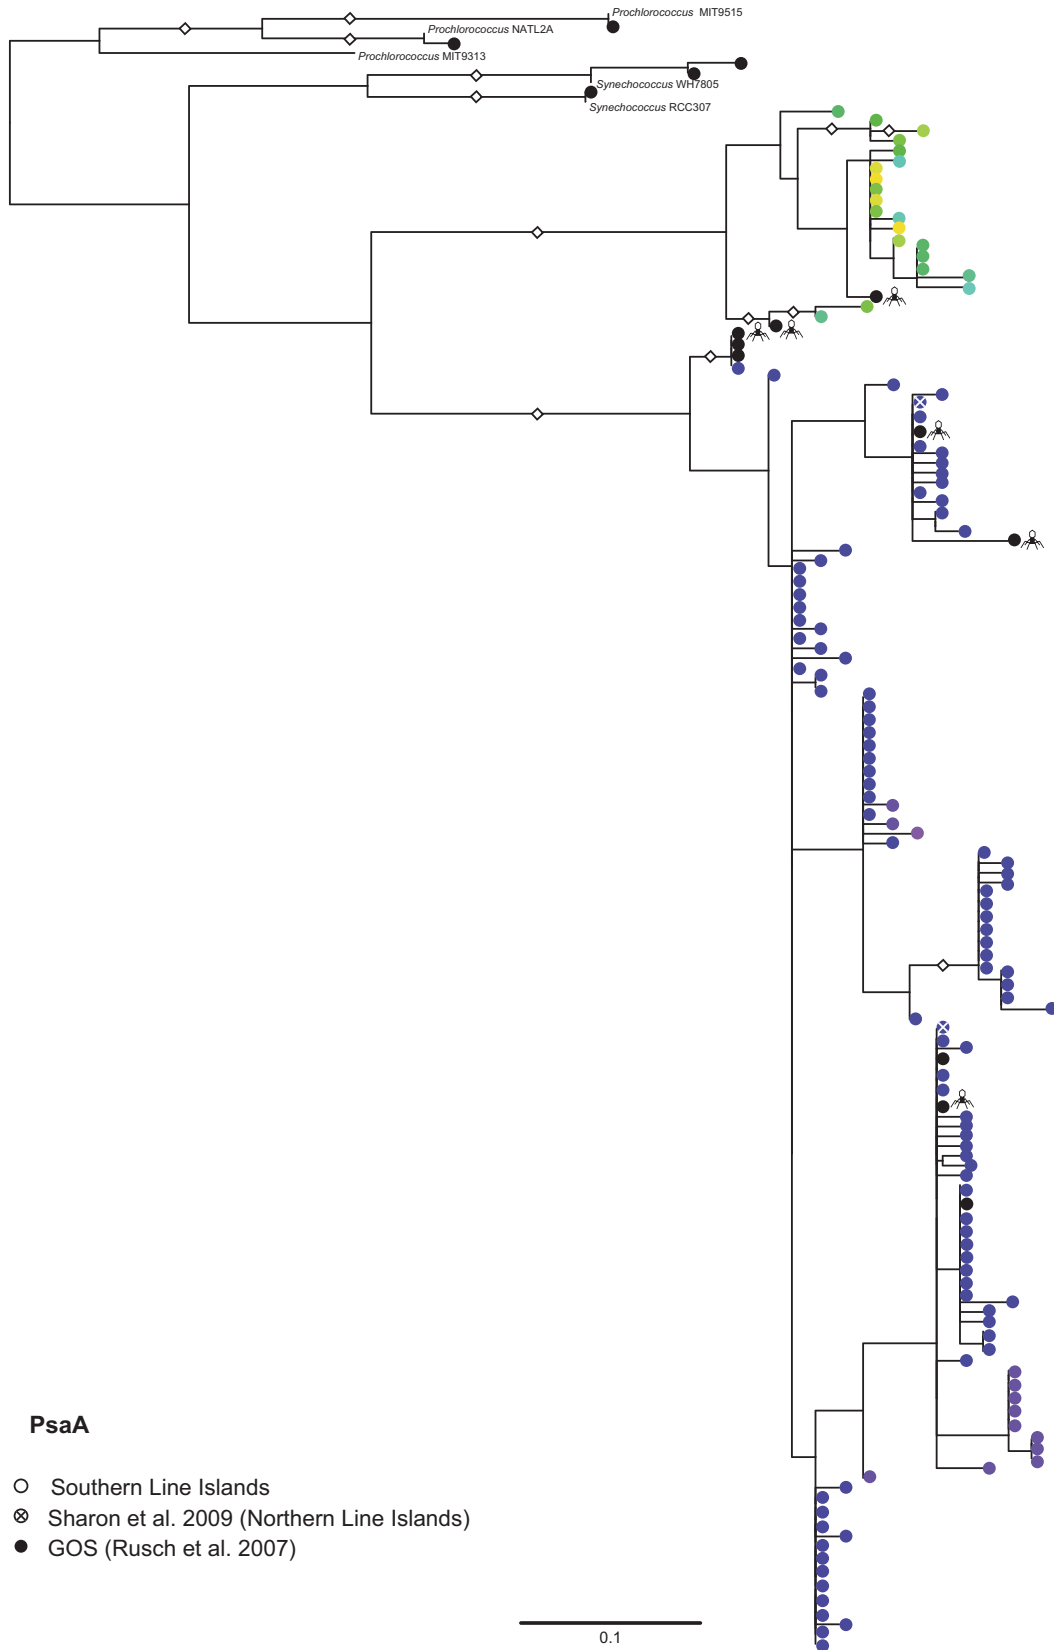 Prochlorococcus MIT9515
Prochlorococcus NATL2A
Prochlorococcus MIT9313
Synechococcus WH7805
Synechococcus RCC307
PsaA
Southern Line Islands
Sharon et al. 2009 (Northern Line Islands)
GOS (Rusch et al. 2007)
0.1